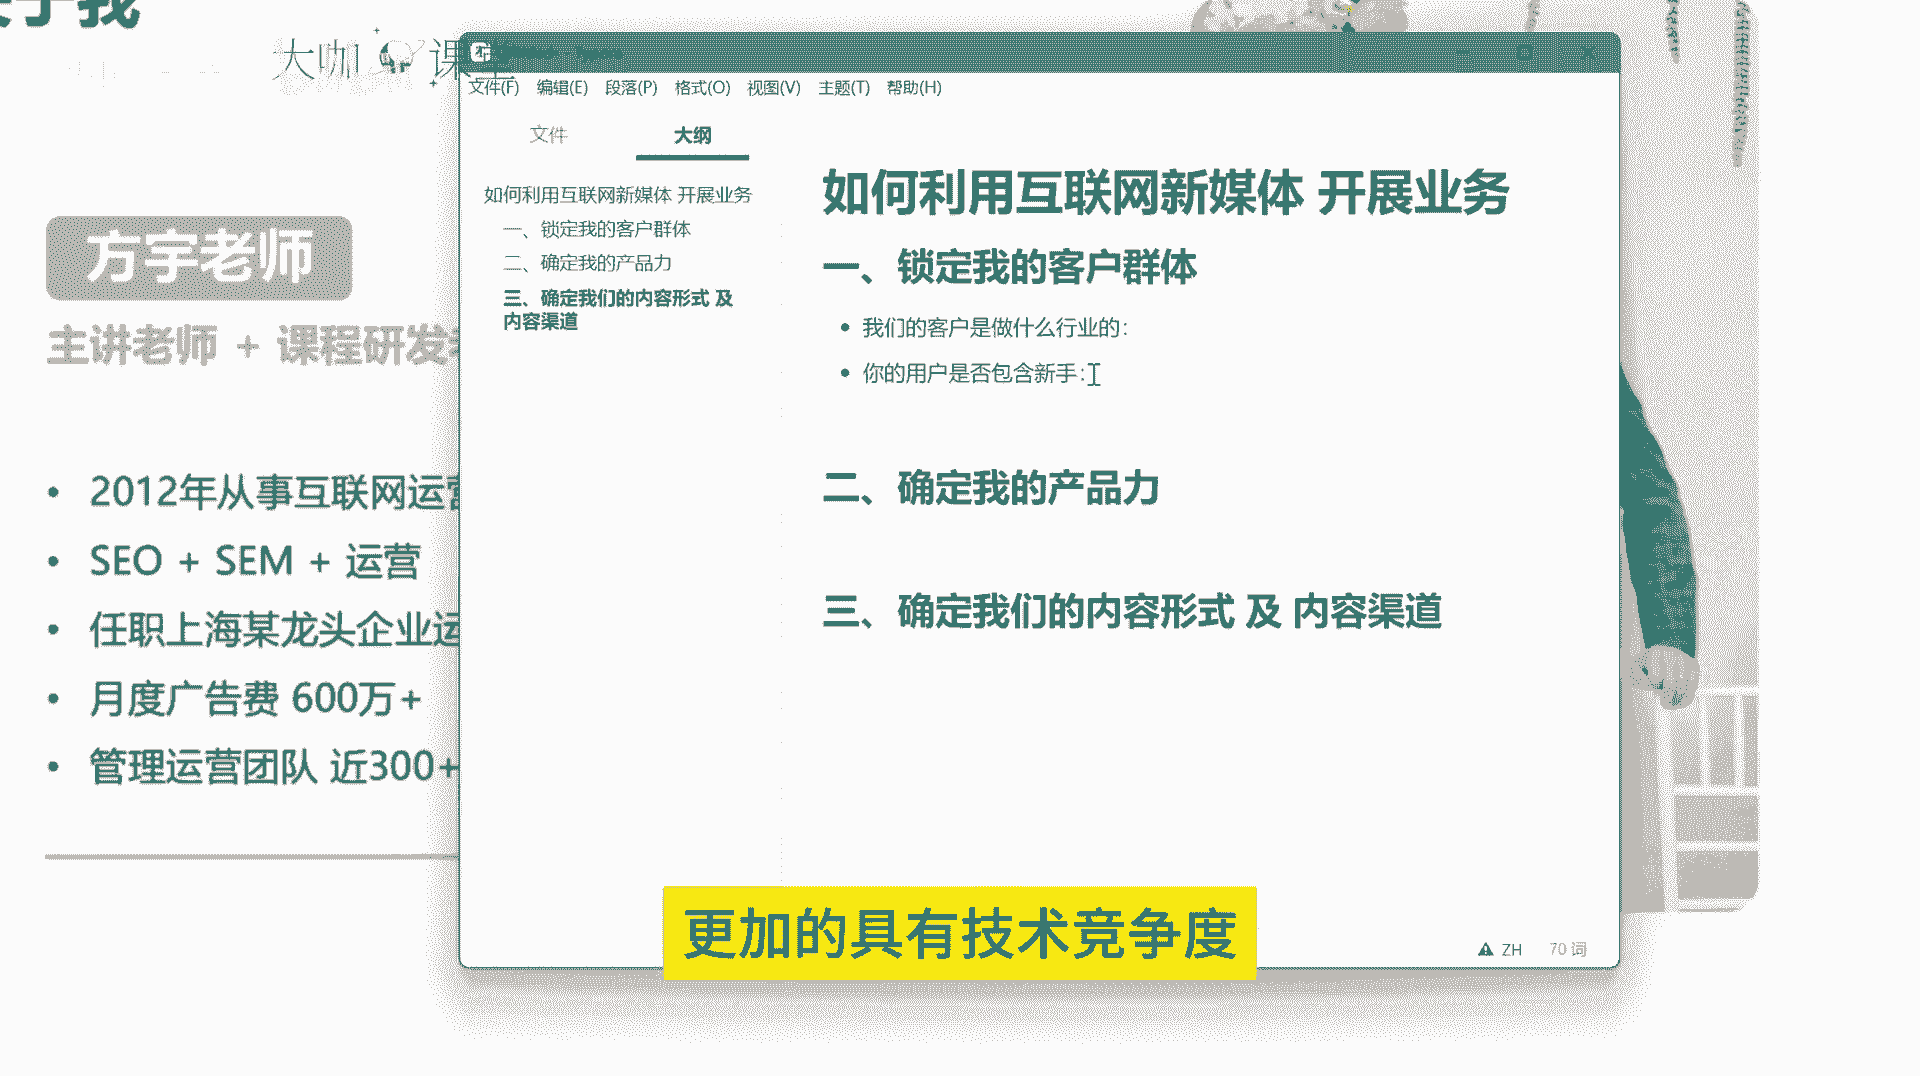 于我
大咖课堂
方宇老师
主讲老师 + 课程研发
2012年从事互联网运营
SEO + SEM + 运营
任职上海某龙头企业运
月度广告费 600万+
管理运营团队 近300+
文件(F) 编辑(E) 段落(P) 格式(O) 视图(V) 主题(T) 帮助(H)
文件 大纲
如何利用互联网新媒体 开展业务
一、锁定我的客户群体
二、确定我的产品力
三、确定我们的内容形式 及
内容渠道
如何利用互联网新媒体 开展业务
一、锁定我的客户群体
• 我们的客户是做什么行业的：
• 你的用户是否包含新手：
二、确定我的产品力
三、确定我们的内容形式 及 内容渠道
ZH 70 词
更加的具有技术竞争度